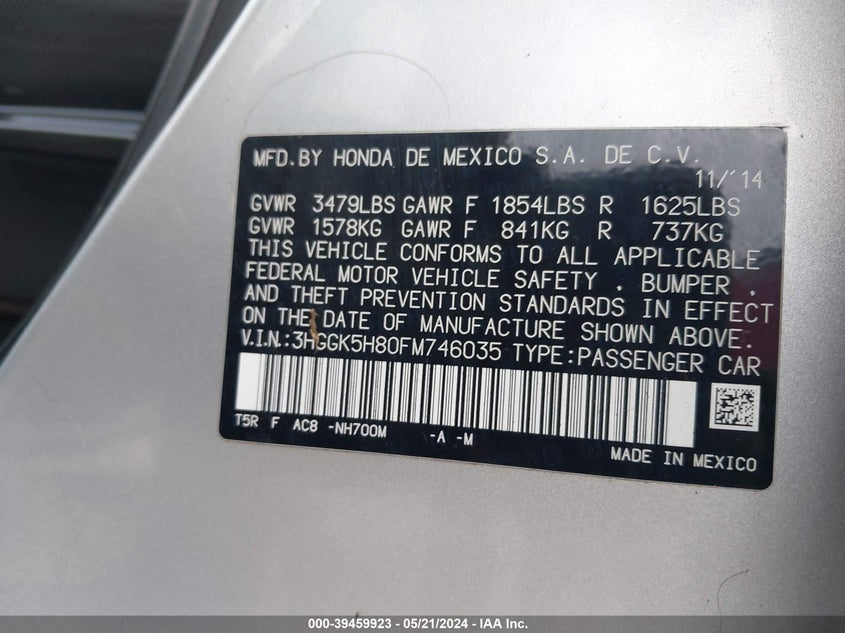 MFD.BY HONDA DE MEXICO S.A. DE C.V.
11/'14
GVWR 3479LBS GAWR F 1854LBS R 1625LBS
GVWR 1578KG GAWR F 841KG R 737KG
THIS VEHICLE CONFORMS TO ALL APPLICABLE
FEDERAL MOTOR VEHICLE SAFETY , BUMPER ,
AND THEFT PREVENTION STANDARDS IN EFFECT
ON THE DATE OF MANUFACTURE SHOWN ABOVE.
V.I.N.:3HGGK5H80FM746035 TYPE:PASSENGER CAR
T5R F AC8 -NH700M -A -M
MADE IN MEXICO
000-39459923 - 05/21/2024 - IAAI Inc.